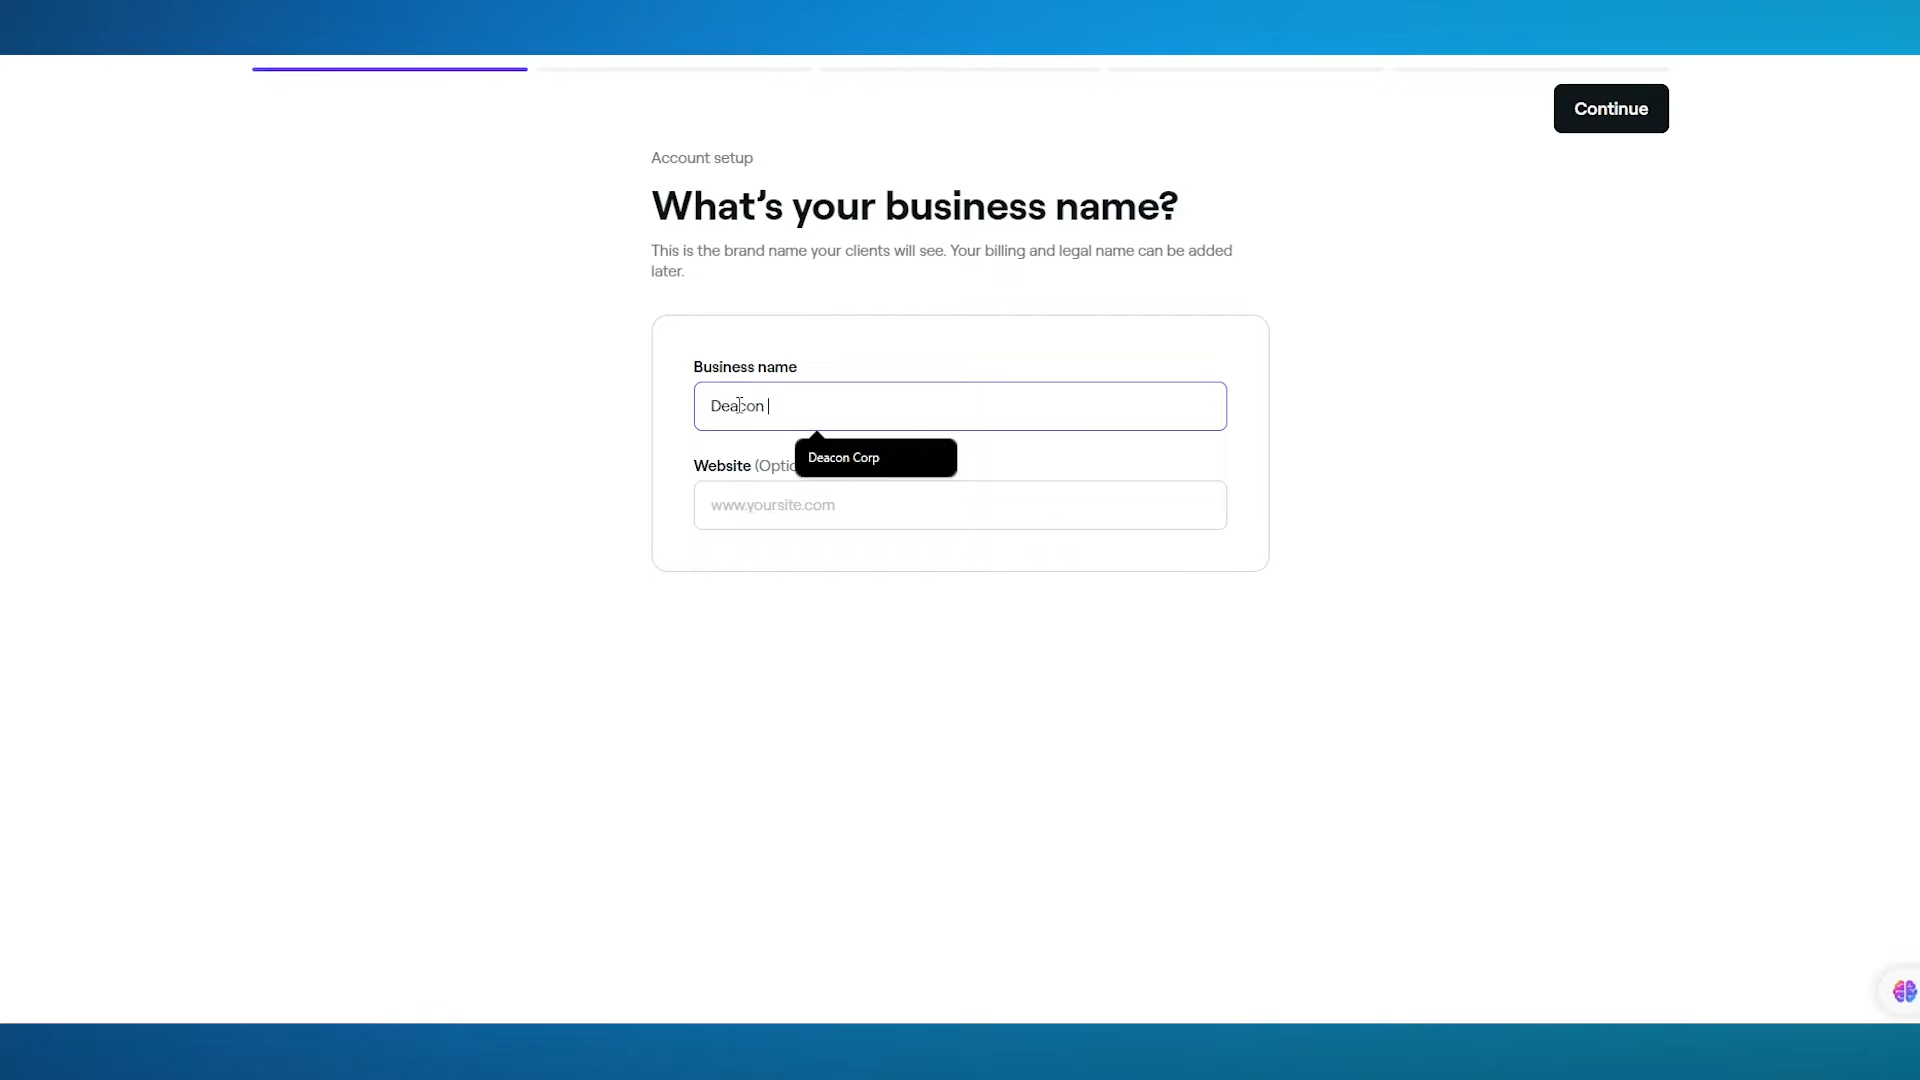 Continue
Account setup
What's your business name?
This is the brand name your clients will see. Your billing and legal name can be added
later.
Business name
Deacon
Deacon Corp
Website (Optio
www.yoursite.com